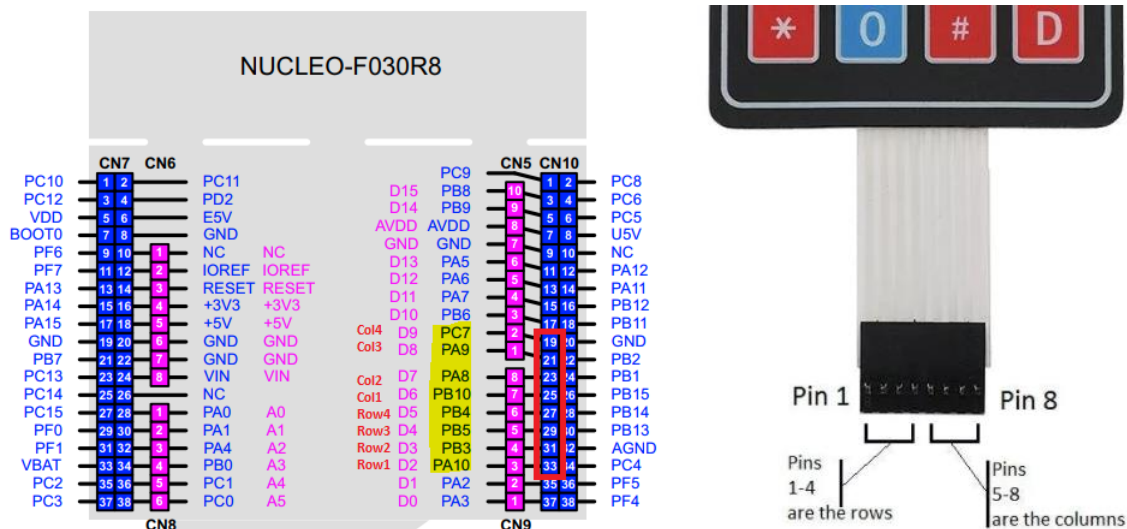 NUCLEO-F030R8
CN7 CN6 CN5 CN10
PC10 1 2 PC11 PC9 1 2 PC8
PC12 3 4 PD2 D15 PB8 10 3 4 PC6
VDD 5 6 E5V D14 PB9 9 5 6 PC5
BOOT0 7 8 GND AVDD AVDD 8 7 8 U5V
PF6 9 10 1 NC NC GND GND 7 9 10 NC
PF7 11 12 2 IOREF IOREF D13 PA5 6 11 12 PA12
PA13 13 14 3 RESET RESET D12 PA6 5 13 14 PA11
PA14 15 16 4 +3V3 +3V3 D11 PA7 4 15 16 PB12
PA15 17 18 5 +5V +5V D10 PB6 3 17 18 PB11
GND 19 20 6 GND GND Col4 D9 PC7 2 19 20 GND
PB7 21 22 7 GND GND Col3 D8 PA9 1 21 22 PB2
PC13 23 24 8 VIN VIN Col2 D7 PA8 8 23 24 PB1
PC14 25 26 NC Col1 D6 PB10 7 25 26 PB15
PC15 27 28 1 PA0 A0 Row4 D5 PB4 6 27 28 PB14
PF0 29 30 2 PA1 A1 Row3 D4 PB5 5 29 30 PB13
PF1 31 32 3 PA4 A2 Row2 D3 PB3 4 31 32 AGND
VBAT 33 34 4 PB0 A3 Row1 D2 PA10 3 33 34 PC4
PC2 35 36 5 PC1 A4 D1 PA2 2 35 36 PF5
PC3 37 38 6 PC0 A5 D0 PA3 1 37 38 PF4
CN8 CN9
* 0 # D
Pin 1 Pin 8
Pins
1-4
are the rows
Pins
5-8
are the columns